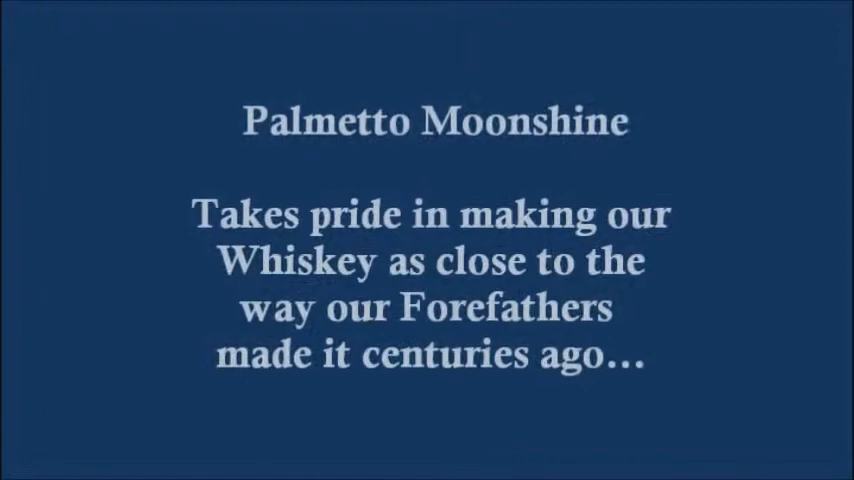 Palmetto Moonshine
Takes pride in making our
Whiskey as close to the
way our Forefathers
made it centuries ago...